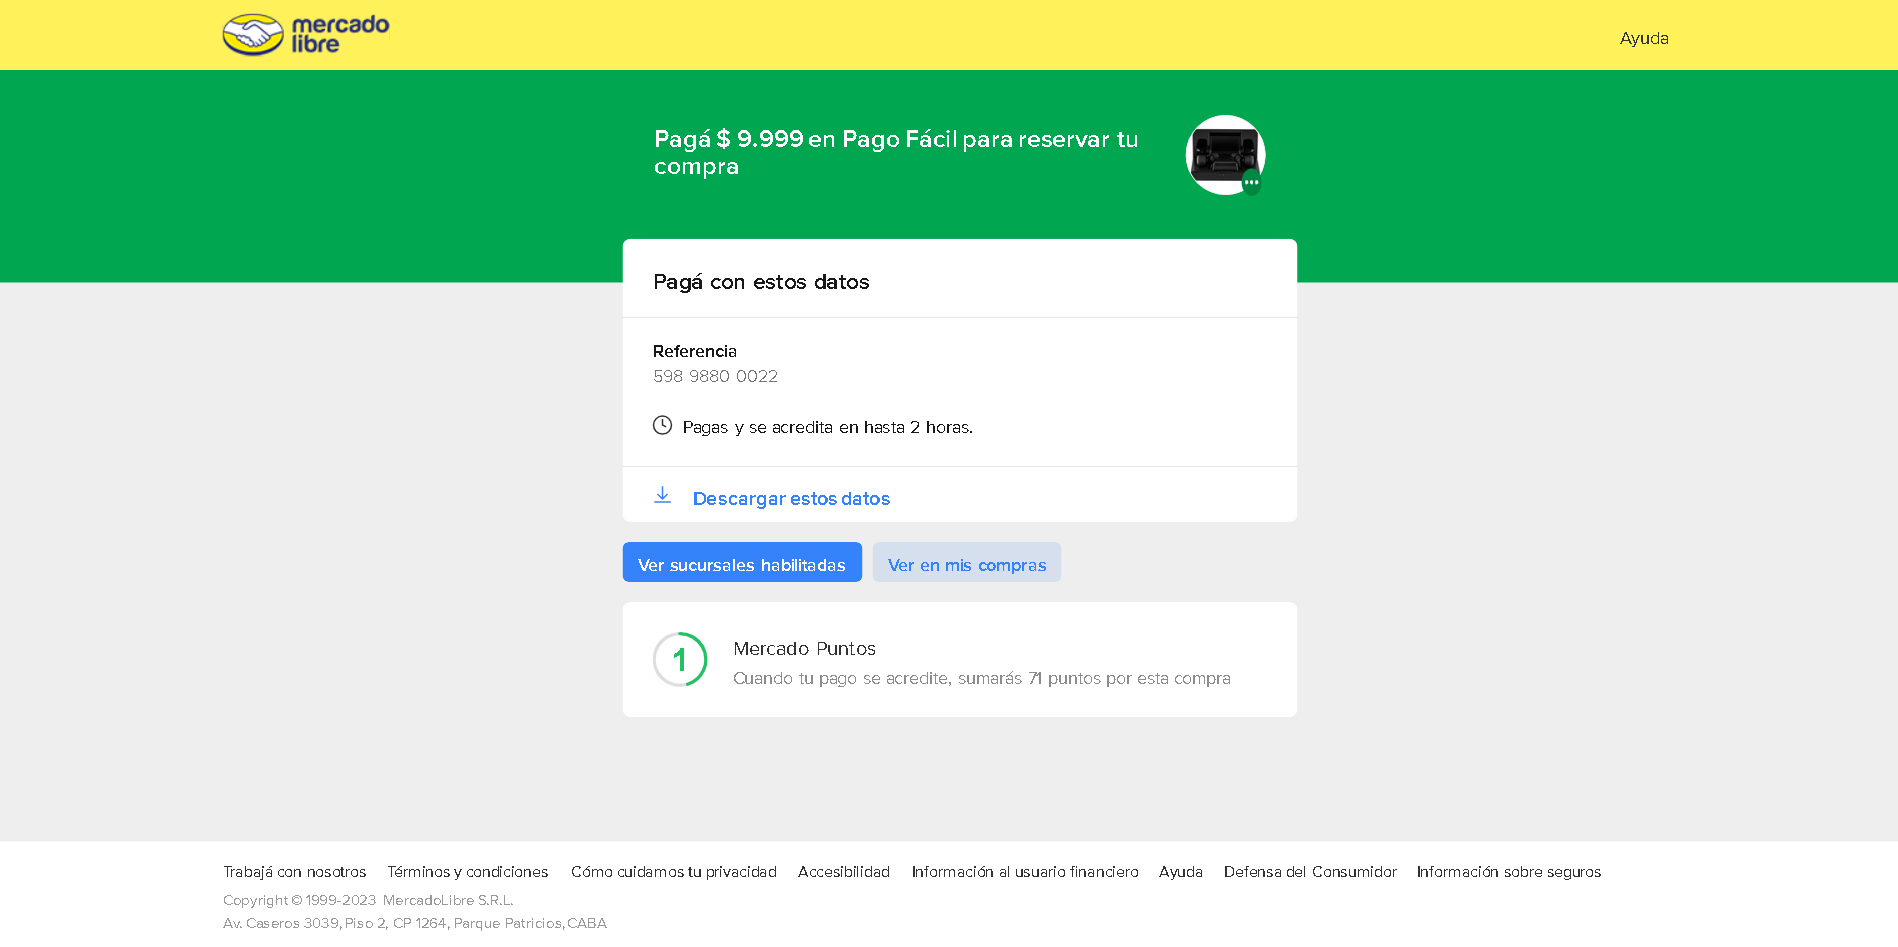 mercado
libre
Ayuda
Pagá $ 9.999 en Pago Fácil para reservar tu
compra
Pagá con estos datos
Referencia
598 9880 0022
Pagas y se acredita en hasta 2 horas.
Descargar estos datos
Ver sucursales habilitadas
Ver en mis compras
1
Mercado Puntos
Cuando tu pago se acredite, sumarás 71 puntos por esta compra
Trabajá con nosotros Términos y condiciones Cómo cuidamos tu privacidad Accesibilidad Información al usuario financiero Ayuda Defensa del Consumidor Información sobre seguros
Copyright © 1999-2023 MercadoLibre S.R.L.
Av. Caseros 3039, Piso 2, CP 1264, Parque Patricios, CABA